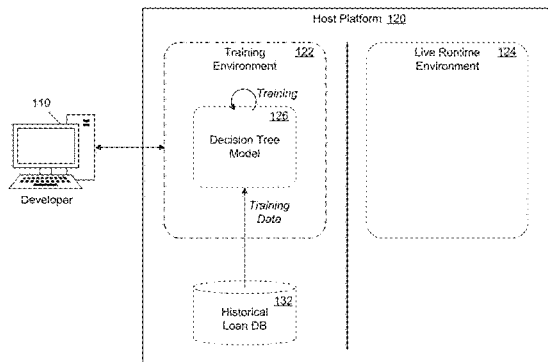 Host Platform 120
Training 122
Environment
Live Runtime 124
Environment
110
Training
126
Decision Tree
Model
Developer
Training
Data
132
Historical
Loan DB